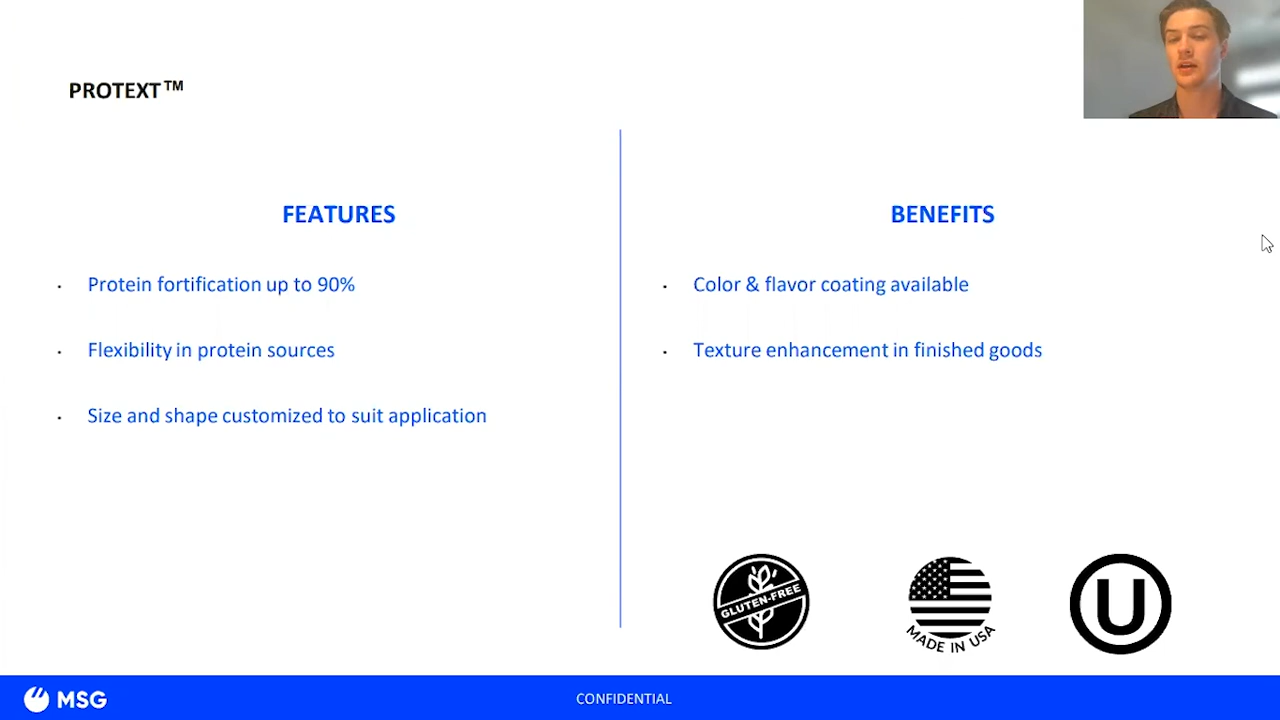 PROTEXT™
FEATURES
· Protein fortification up to 90%
· Flexibility in protein sources
· Size and shape customized to suit application
BENEFITS
· Color & flavor coating available
· Texture enhancement in finished goods
GLUTEN-FREE
MADE IN USA
U
MSG
CONFIDENTIAL